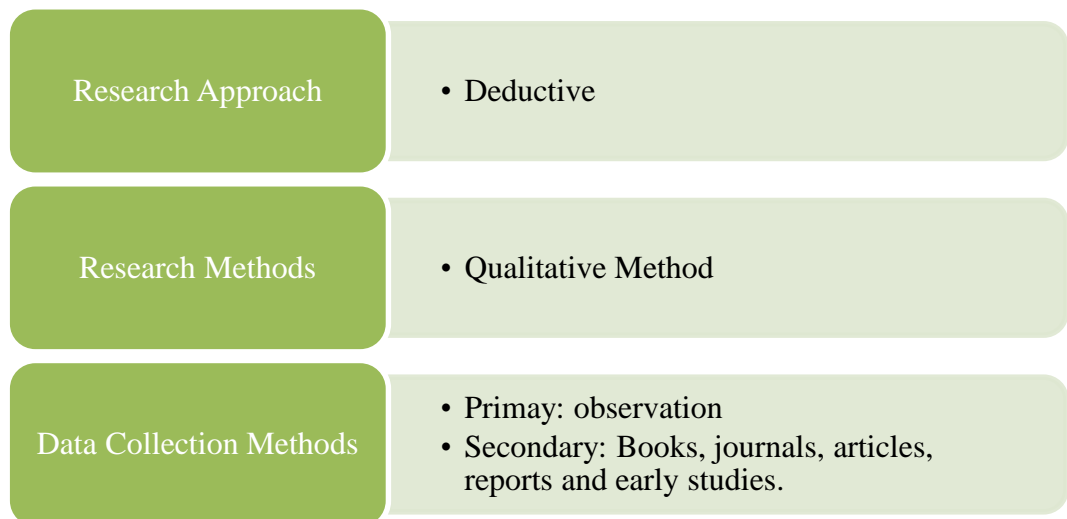 Research Approach
• Deductive
Research Methods
• Qualitative Method
Data Collection Methods
• Primay: observation
• Secondary: Books, journals, articles,
reports and early studies.